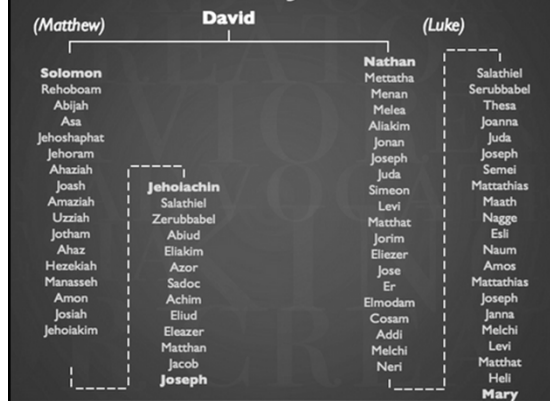 David
(Matthew)
(Luke)
Solomon
Rehoboam
Abijah
Asa
Jehoshaphat
Jehoram
Ahaziah
Joash
Amaziah
Uzziah
Jotham
Ahaz
Hezekiah
Manasseh
Amon
Josiah
Jehoiakim
Jehoiachin
Salathiel
Zerubbabel
Abiud
Eliakim
Azor
Sadoc
Achim
Eliud
Eleazer
Matthan
Jacob
Joseph
Nathan
Mettatha
Menan
Melea
Aliakim
Jonan
Joseph
Juda
Simeon
Levi
Matthat
Jorim
Eliezer
Jose
Er
Elmodam
Cosam
Addi
Melchi
Neri
Salathiel
Serubbabel
Thesa
Joanna
Juda
Joseph
Semei
Mattathias
Maath
Nagge
Esli
Naum
Amos
Mattathias
Joseph
Janna
Melchi
Levi
Matthat
Heli
Mary